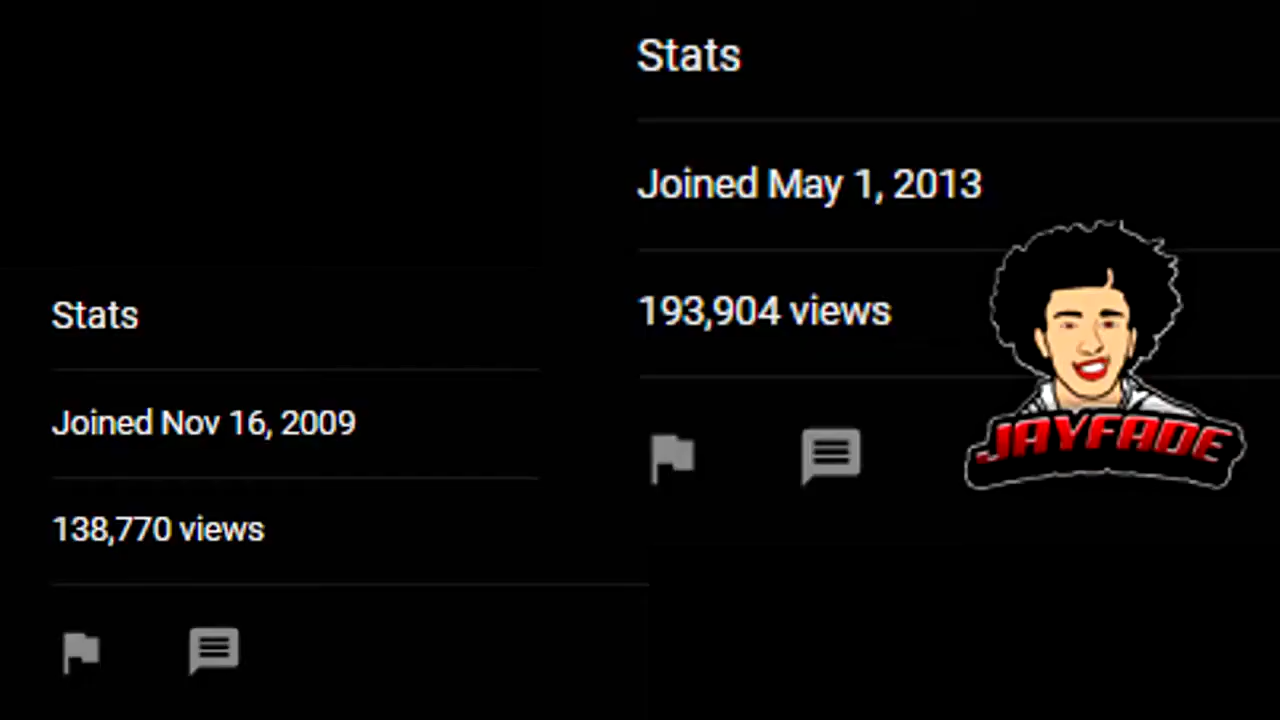 Stats
Joined Nov 16, 2009
138,770 views
Stats
Joined May 1, 2013
193,904 views
JAYFADE